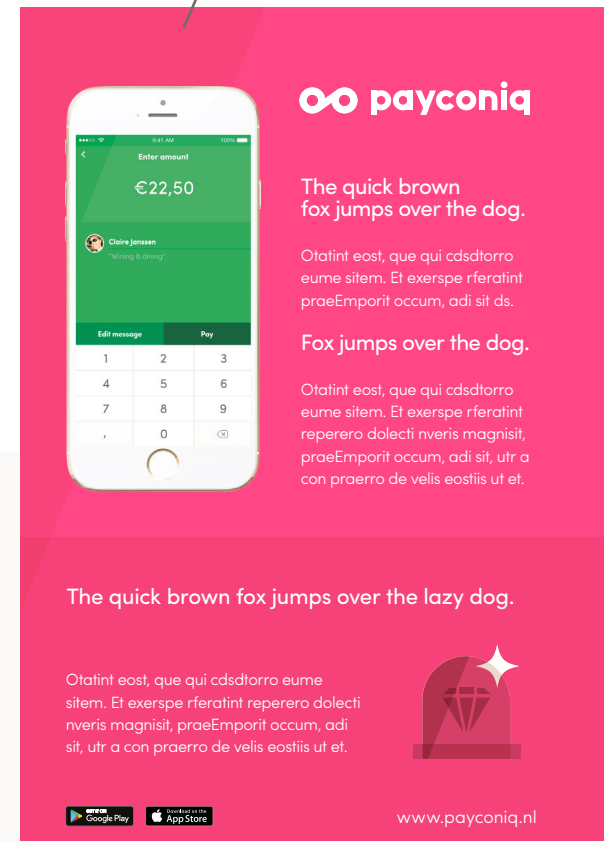 payconiq
9:41 AM 100%
Enter amount
€22,50
Claire Janssen
"Wining & dining"
Edit message Pay
1 2 3
4 5 6
7 8 9
, 0
The quick brown
fox jumps over the dog.
Otatint eost, que qui cdsdtorro
eume sitem. Et exerspe rferatint
praeEmporit occum, adi sit ds.
Fox jumps over the dog.
Otatint eost, que qui cdsdtorro
eume sitem. Et exerspe rferatint
reperero dolecti nveris magnisit,
praeEmporit occum, adi sit, utr a
con praerro de velis eostiis ut et.
The quick brown fox jumps over the lazy dog.
Otatint eost, que qui cdsdtorro eume
sitem. Et exerspe rferatint reperero dolecti
nveris magnisit, praeEmporit occum, adi
sit, utr a con praerro de velis eostiis ut et.
GET IT ON
Google Play
Download on the
App Store
www.payconiq.nl